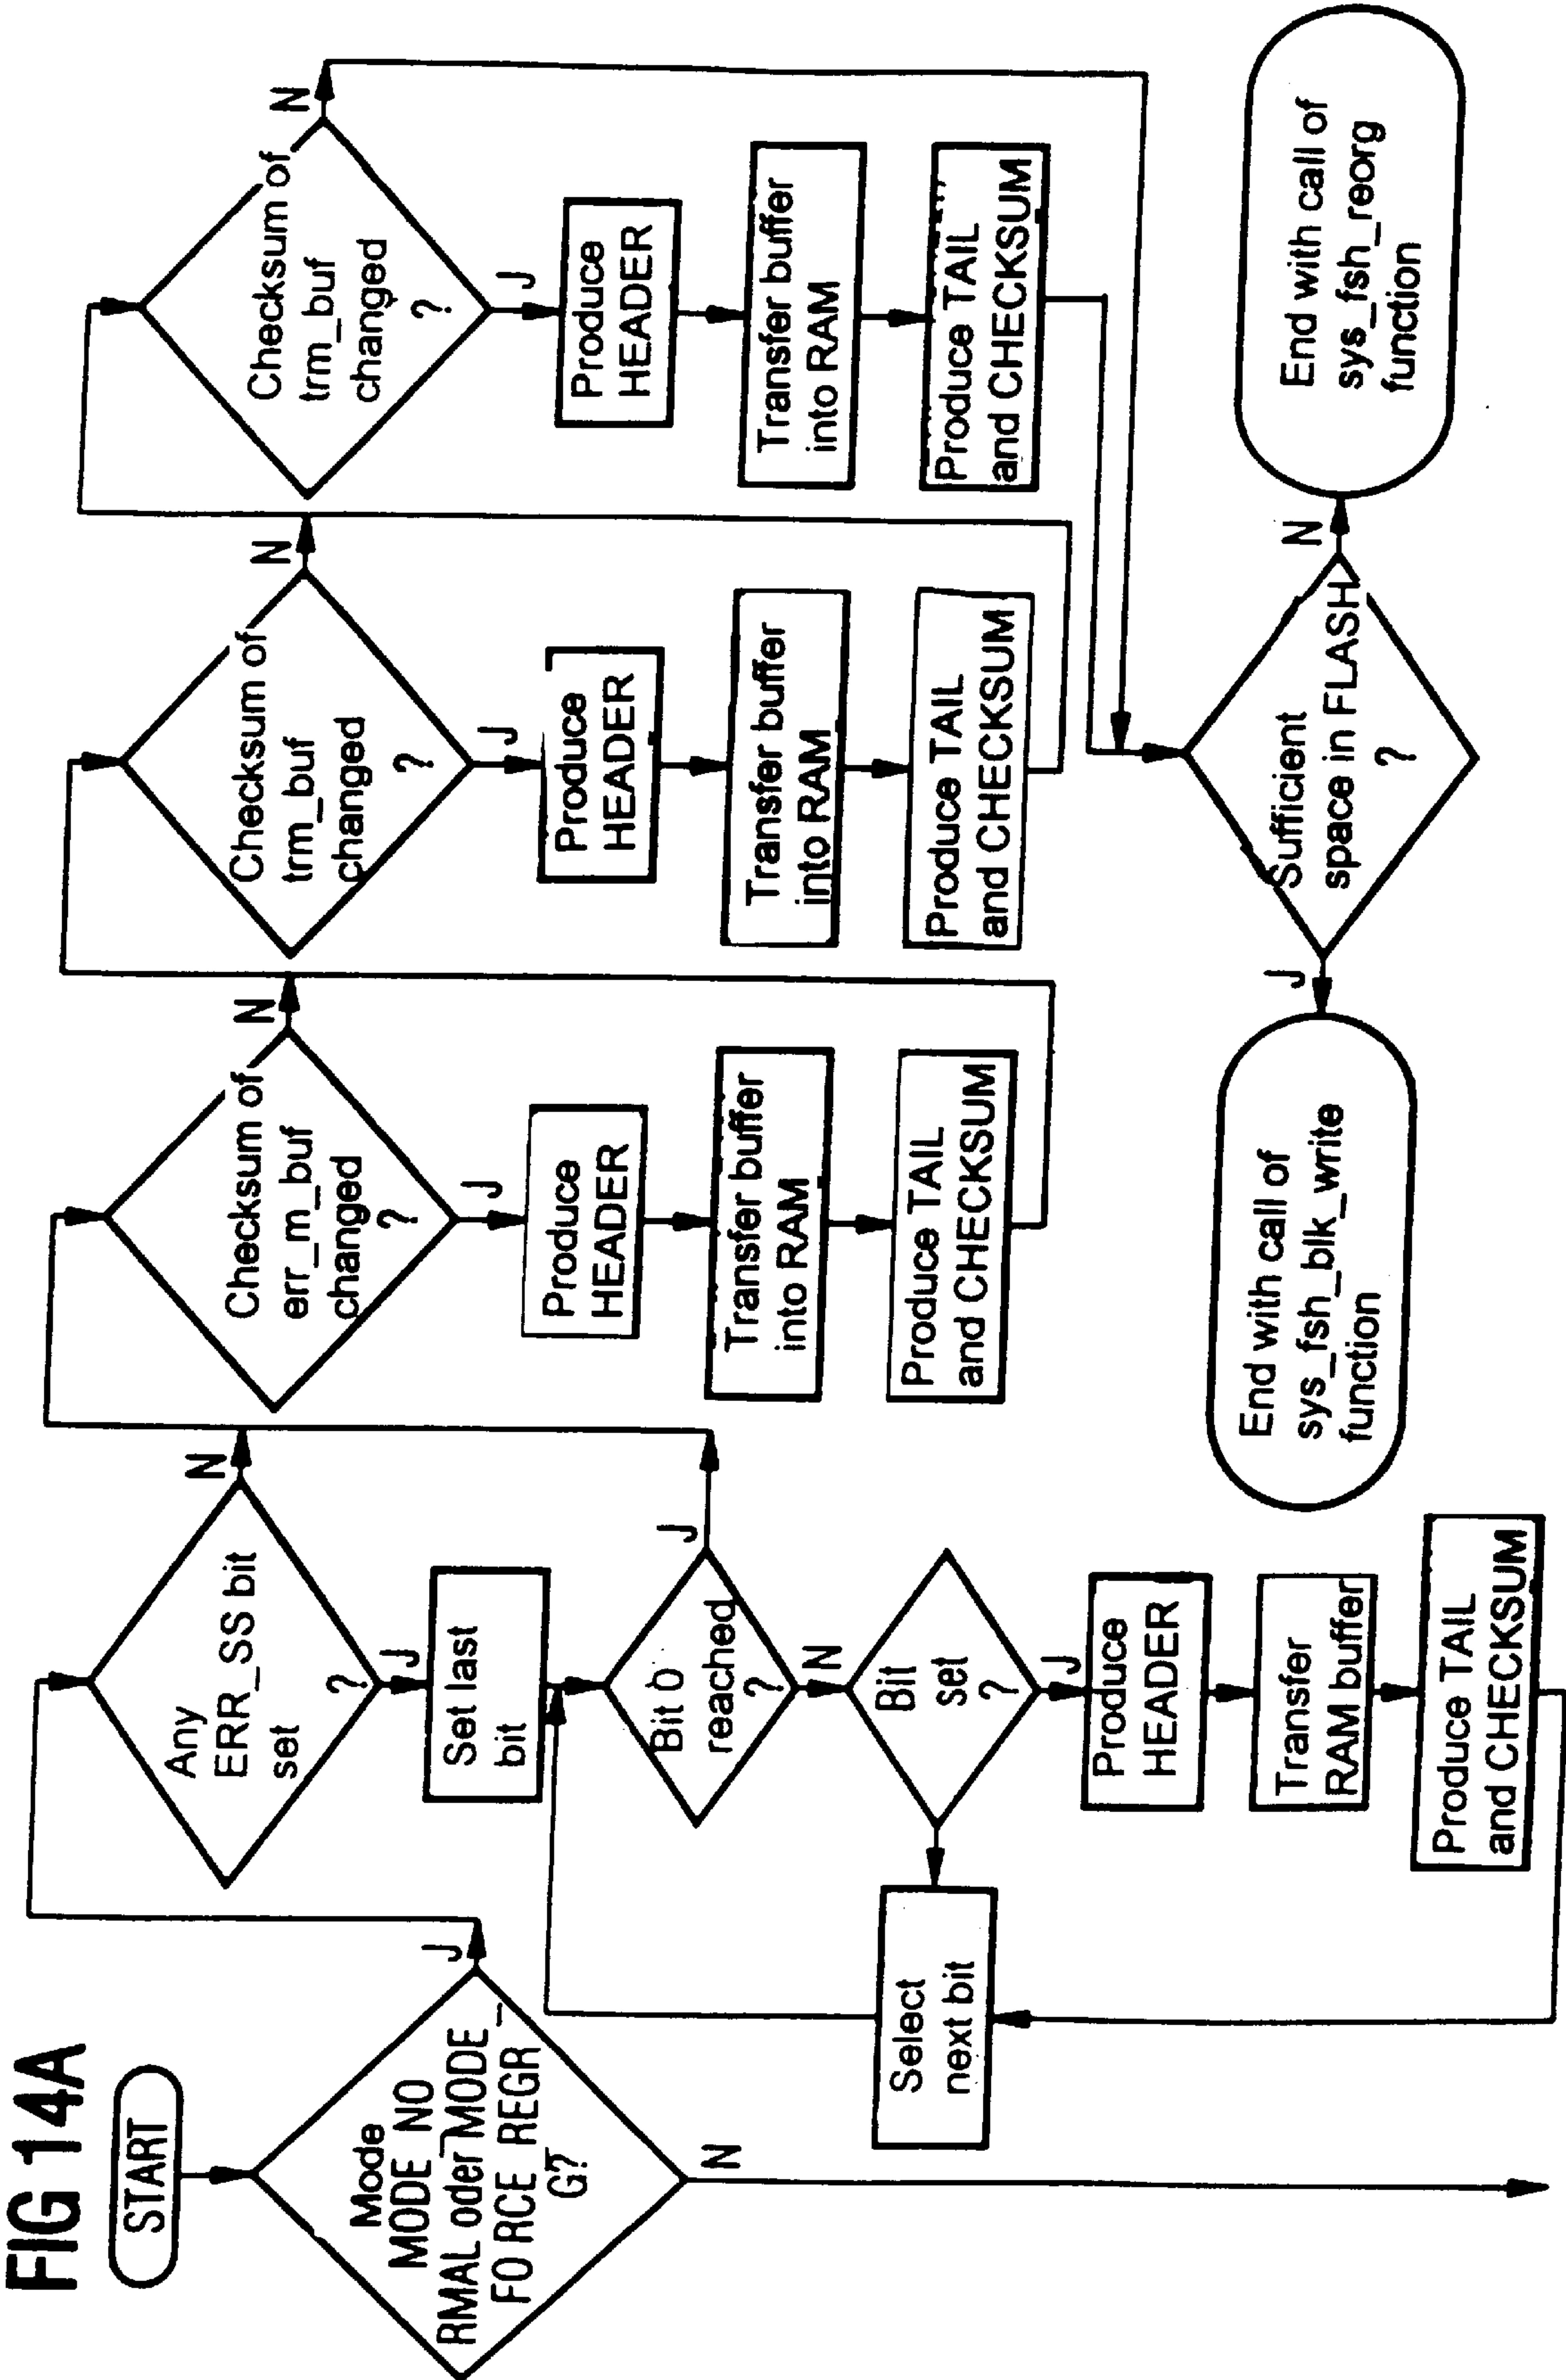 FIG 14A
START
Mode
MODE_NO
RMAL oder MODE_
FO RCE_REGR
G?
J
N
Any
ERR_SS bit
set
?
N
J
Set last
bit
Bit 0
reached
?
J
N
Bit
set
?
J
Select
next bit
Produce
HEADER
Transfer
RAM buffer
Produce TAIL
and CHECKSUM
Checksum of
err_m_buf
changed
?
N
J
Produce
HEADER
Transfer buffer
into RAM
Produce TAIL
and CHECKSUM
Checksum of
trm_buf
changed
?
N
J
Produce
HEADER
Transfer buffer
into RAM
Produce TAIL
and CHECKSUM
Checksum of
trm_buf
changed
?
N
J
Produce
HEADER
Transfer buffer
into RAM
Produce TAIL
and CHECKSUM
Sufficient
space in FLASH
?
J
N
End with call of
sys_fsh_blk_write
function
End with call of
sys_fsh_reorg
function